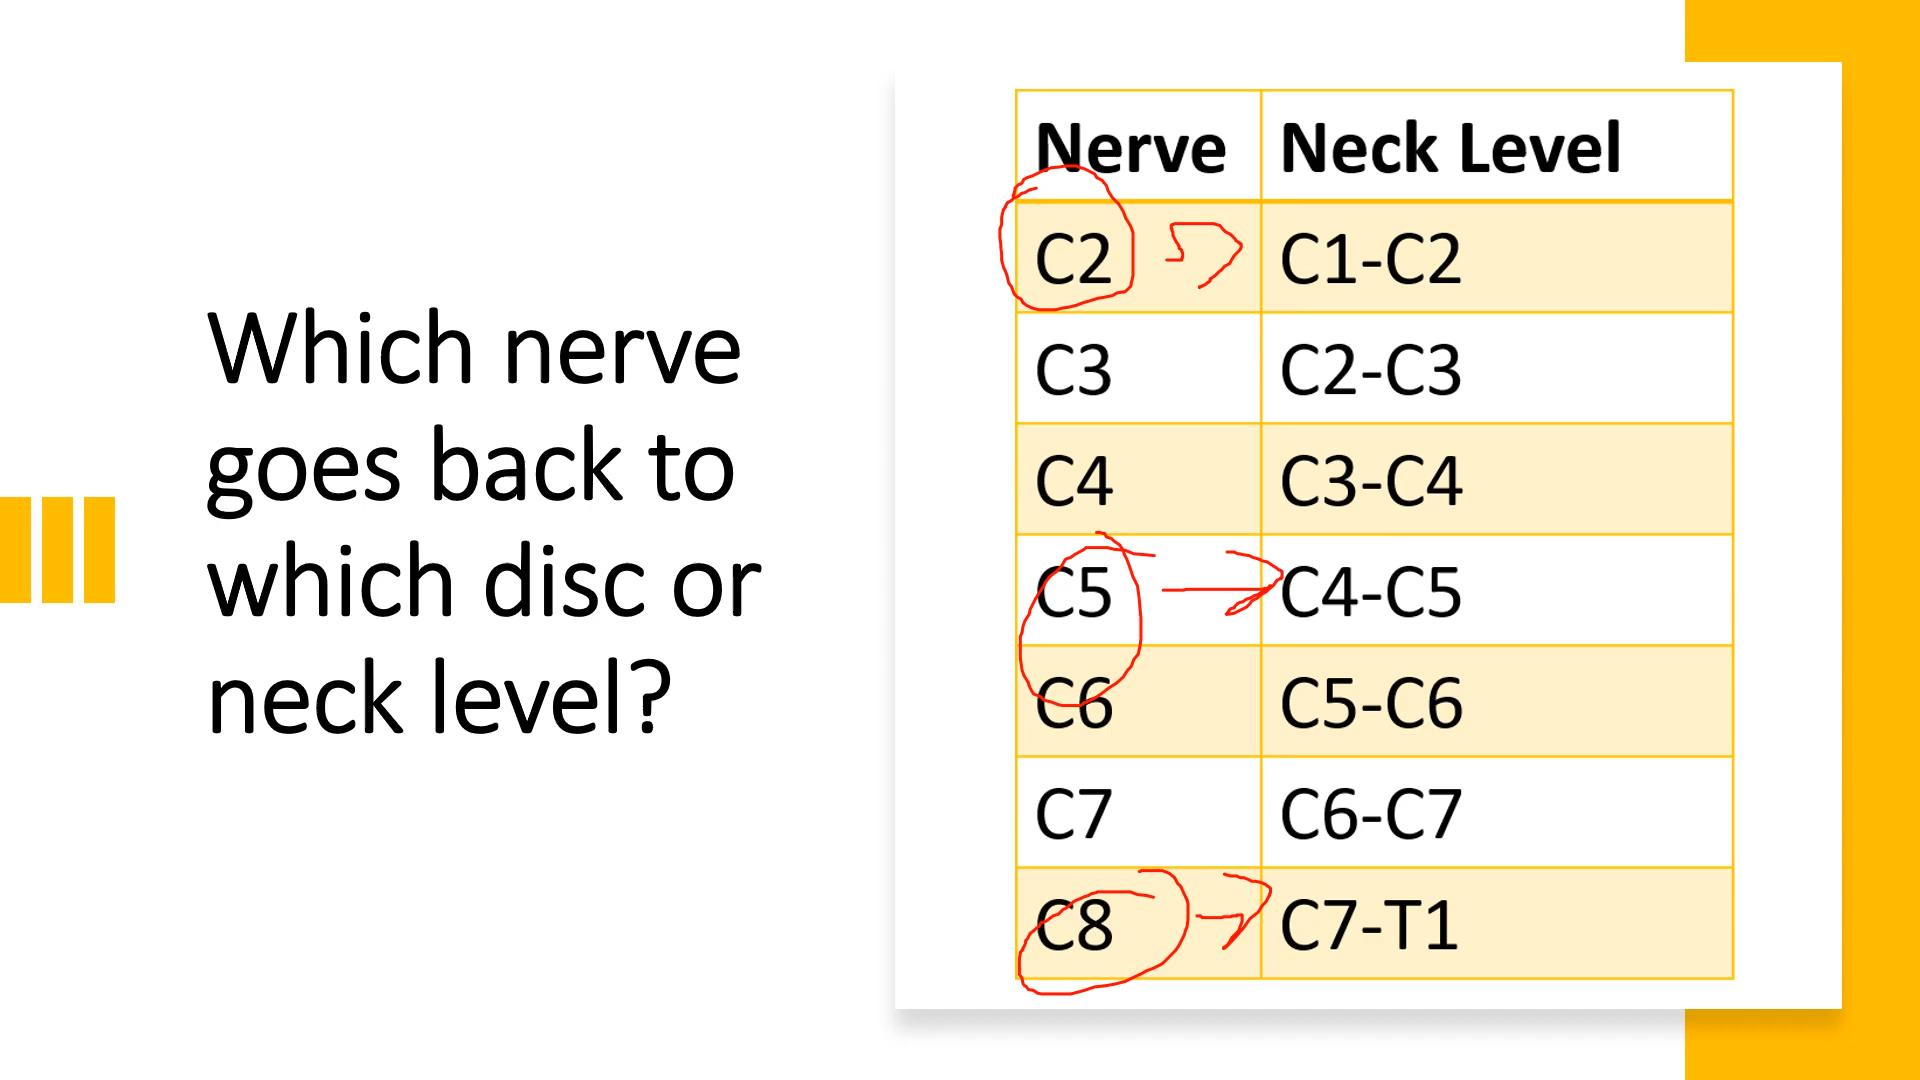 Which nerve
goes back to
which disc or
neck level?
Nerve Neck Level
C2 C1-C2
C3 C2-C3
C4 C3-C4
C5 C4-C5
C6 C5-C6
C7 C6-C7
C8 C7-T1